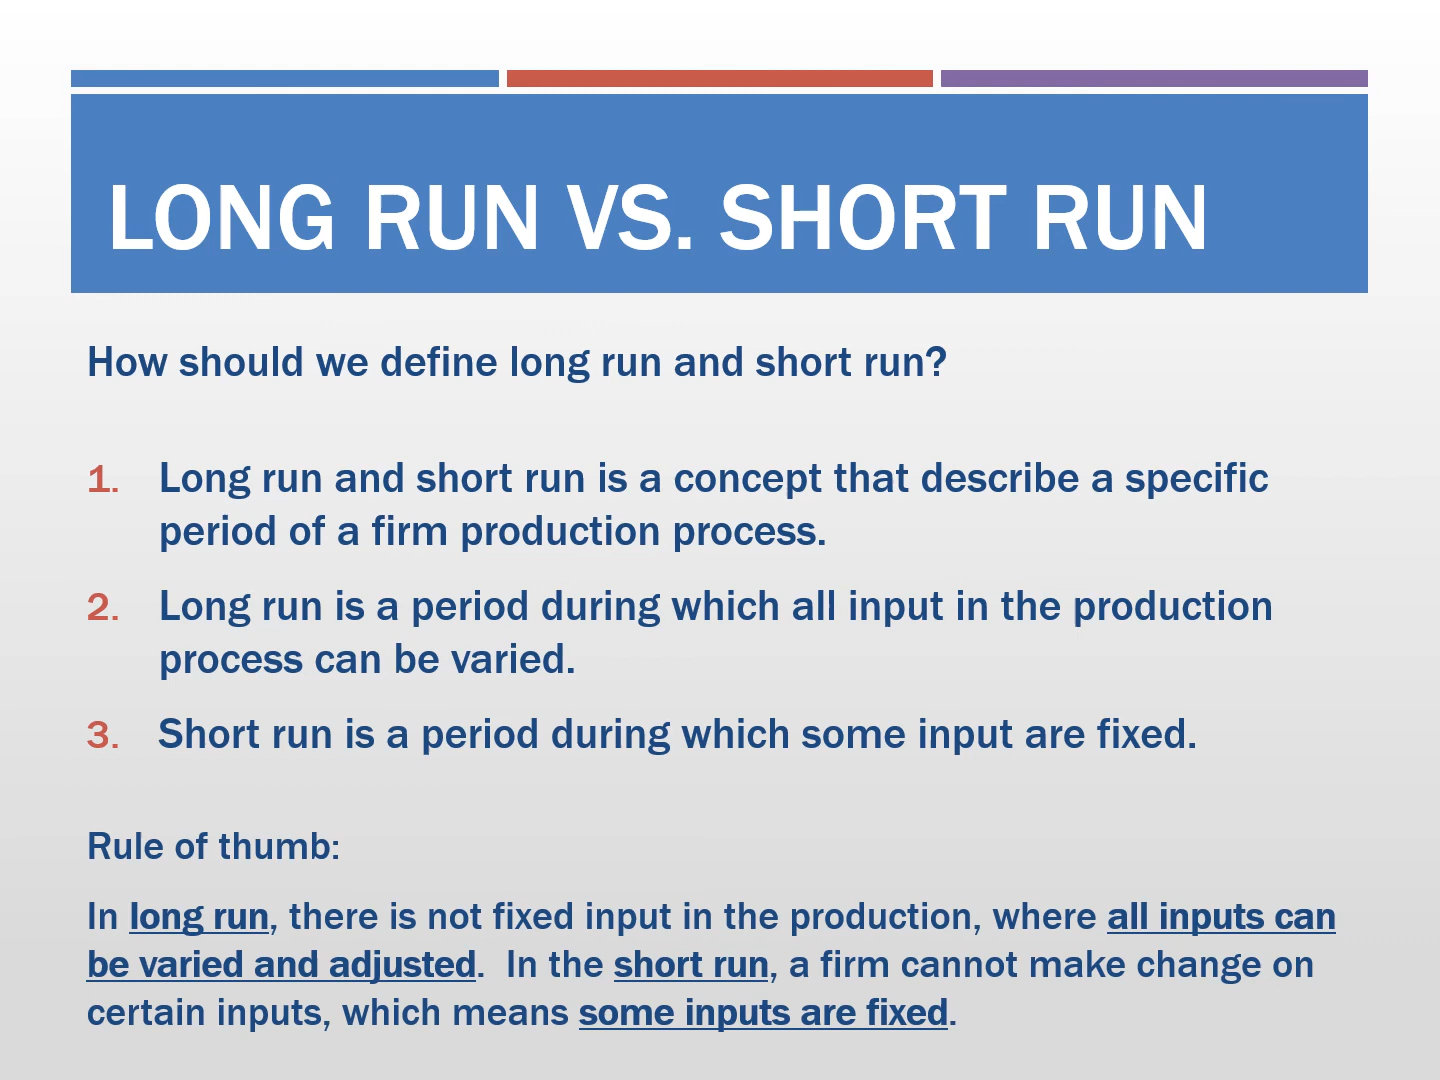 LONG RUN VS. SHORT RUN
How should we define long run and short run?
1. Long run and short run is a concept that describe a specific
period of a firm production process.
2. Long run is a period during which all input in the production
process can be varied.
3. Short run is a period during which some input are fixed.
Rule of thumb:
In long run, there is not fixed input in the production, where all inputs can
be varied and adjusted.  In the short run, a firm cannot make change on
certain inputs, which means some inputs are fixed.